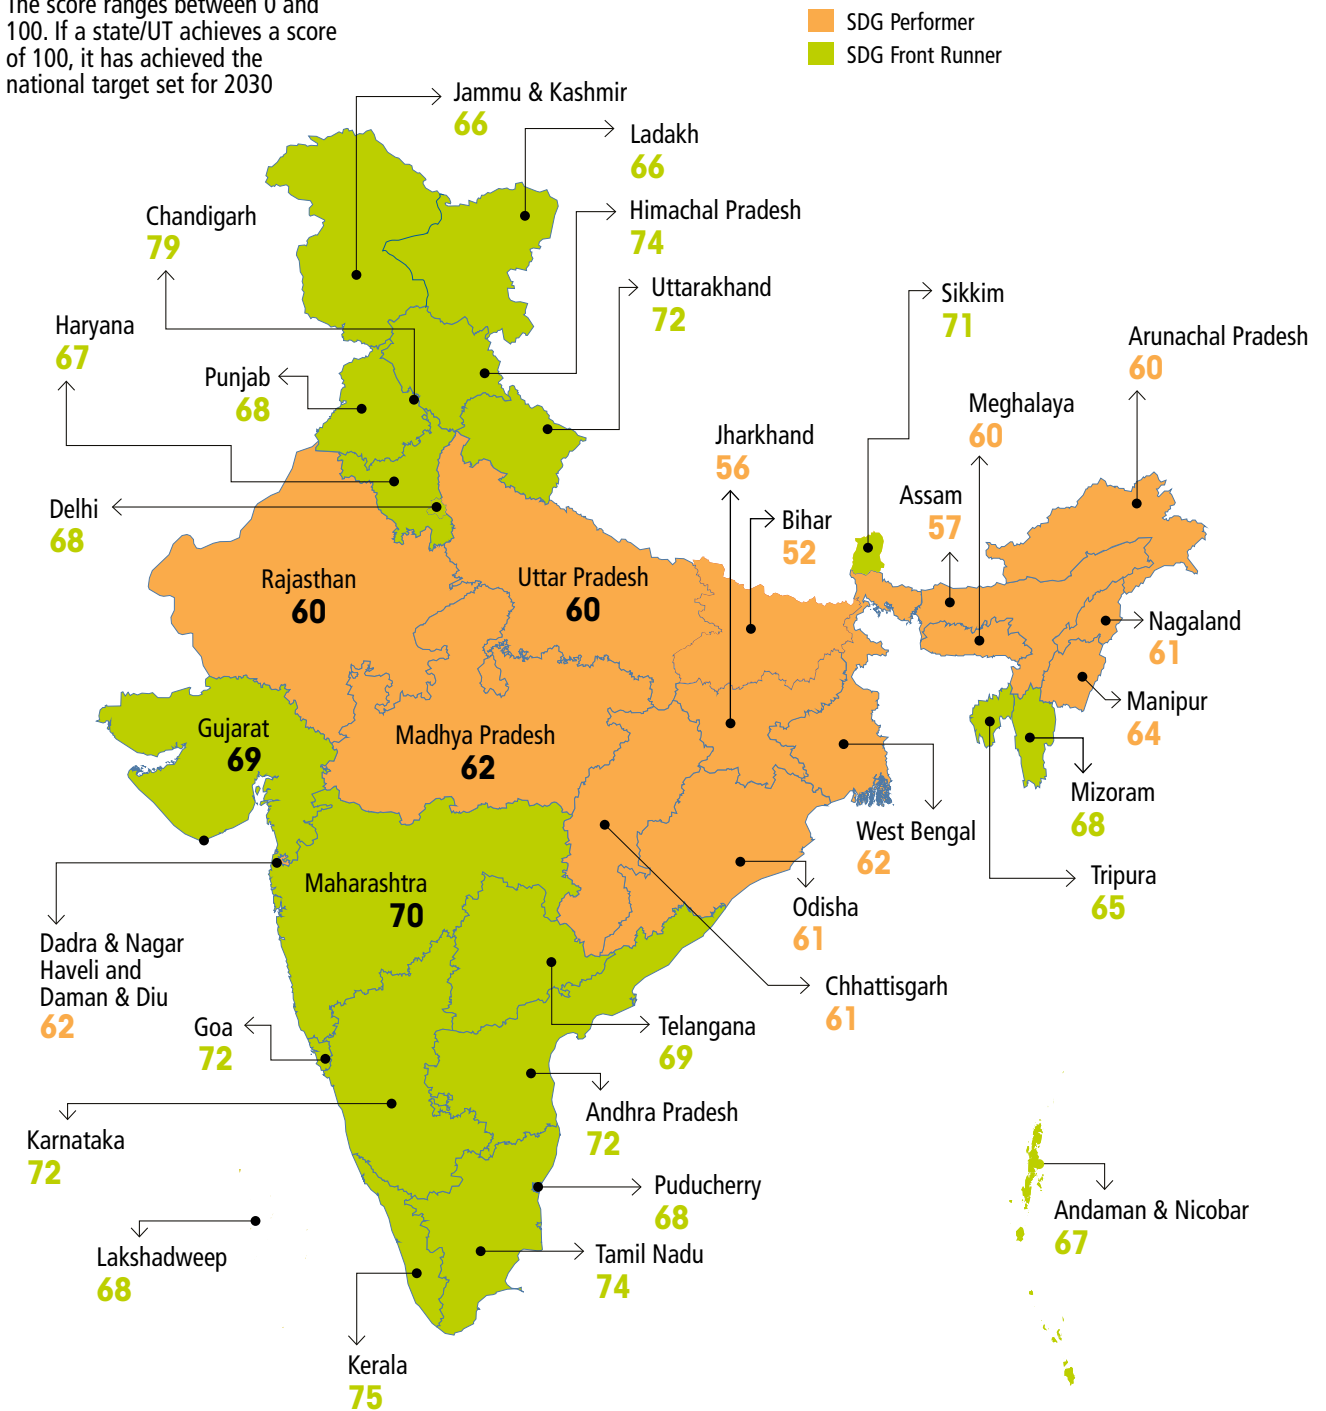 The score ranges between 0 and
100. If a state/UT achieves a score
of 100, it has achieved the
national target set for 2030
SDG Performer
SDG Front Runner
Jammu & Kashmir
66
Ladakh
66
Himachal Pradesh
74
Chandigarh
79
Uttarakhand
72
Sikkim
71
Haryana
67
Arunachal Pradesh
60
Punjab
68
Meghalaya
60
Jharkhand
56
Assam
57
Delhi
68
Bihar
52
Rajasthan
60
Uttar Pradesh
60
Nagaland
61
Manipur
64
Gujarat
69
Madhya Pradesh
62
Mizoram
68
West Bengal
62
Tripura
65
Maharashtra
70
Odisha
61
Dadra & Nagar
Haveli and
Daman & Diu
62
Chhattisgarh
61
Goa
72
Telangana
69
Andhra Pradesh
72
Karnataka
72
Puducherry
68
Andaman & Nicobar
67
Lakshadweep
68
Tamil Nadu
74
Kerala
75